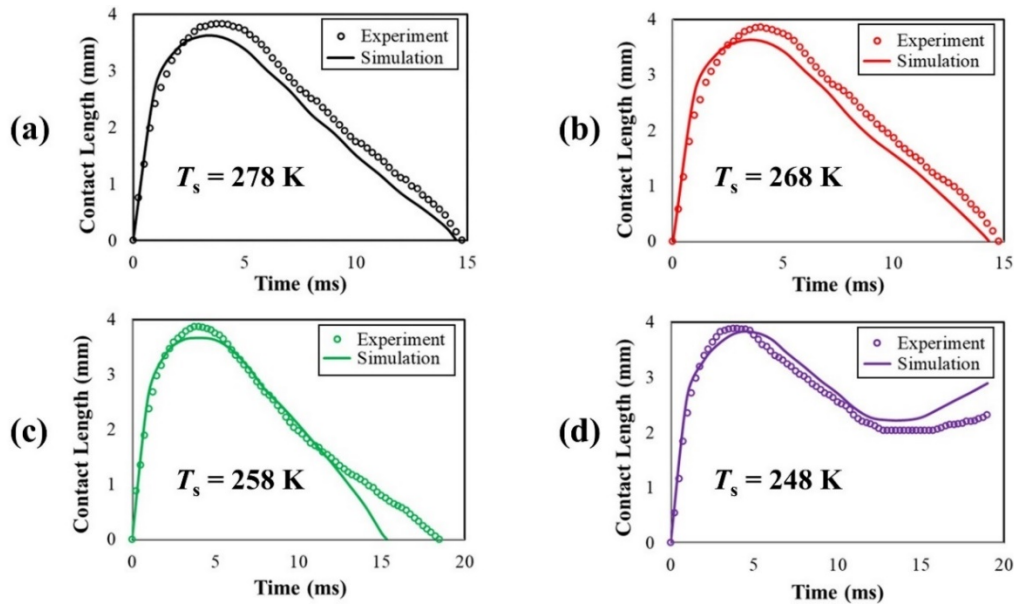 (a)
Contact Length (mm)
4
3
2
1
0
Experiment
Simulation
Ts = 278 K
0 5 10 15
Time (ms)
(b)
Contact Length (mm)
4
3
2
1
0
Experiment
Simulation
Ts = 268 K
0 5 10 15
Time (ms)
(c)
Contact Length (mm)
4
3
2
1
0
Experiment
Simulation
Ts = 258 K
0 5 10 15 20
Time (ms)
(d)
Contact Length (mm)
4
3
2
1
0
Experiment
Simulation
Ts = 248 K
0 5 10 15 20
Time (ms)